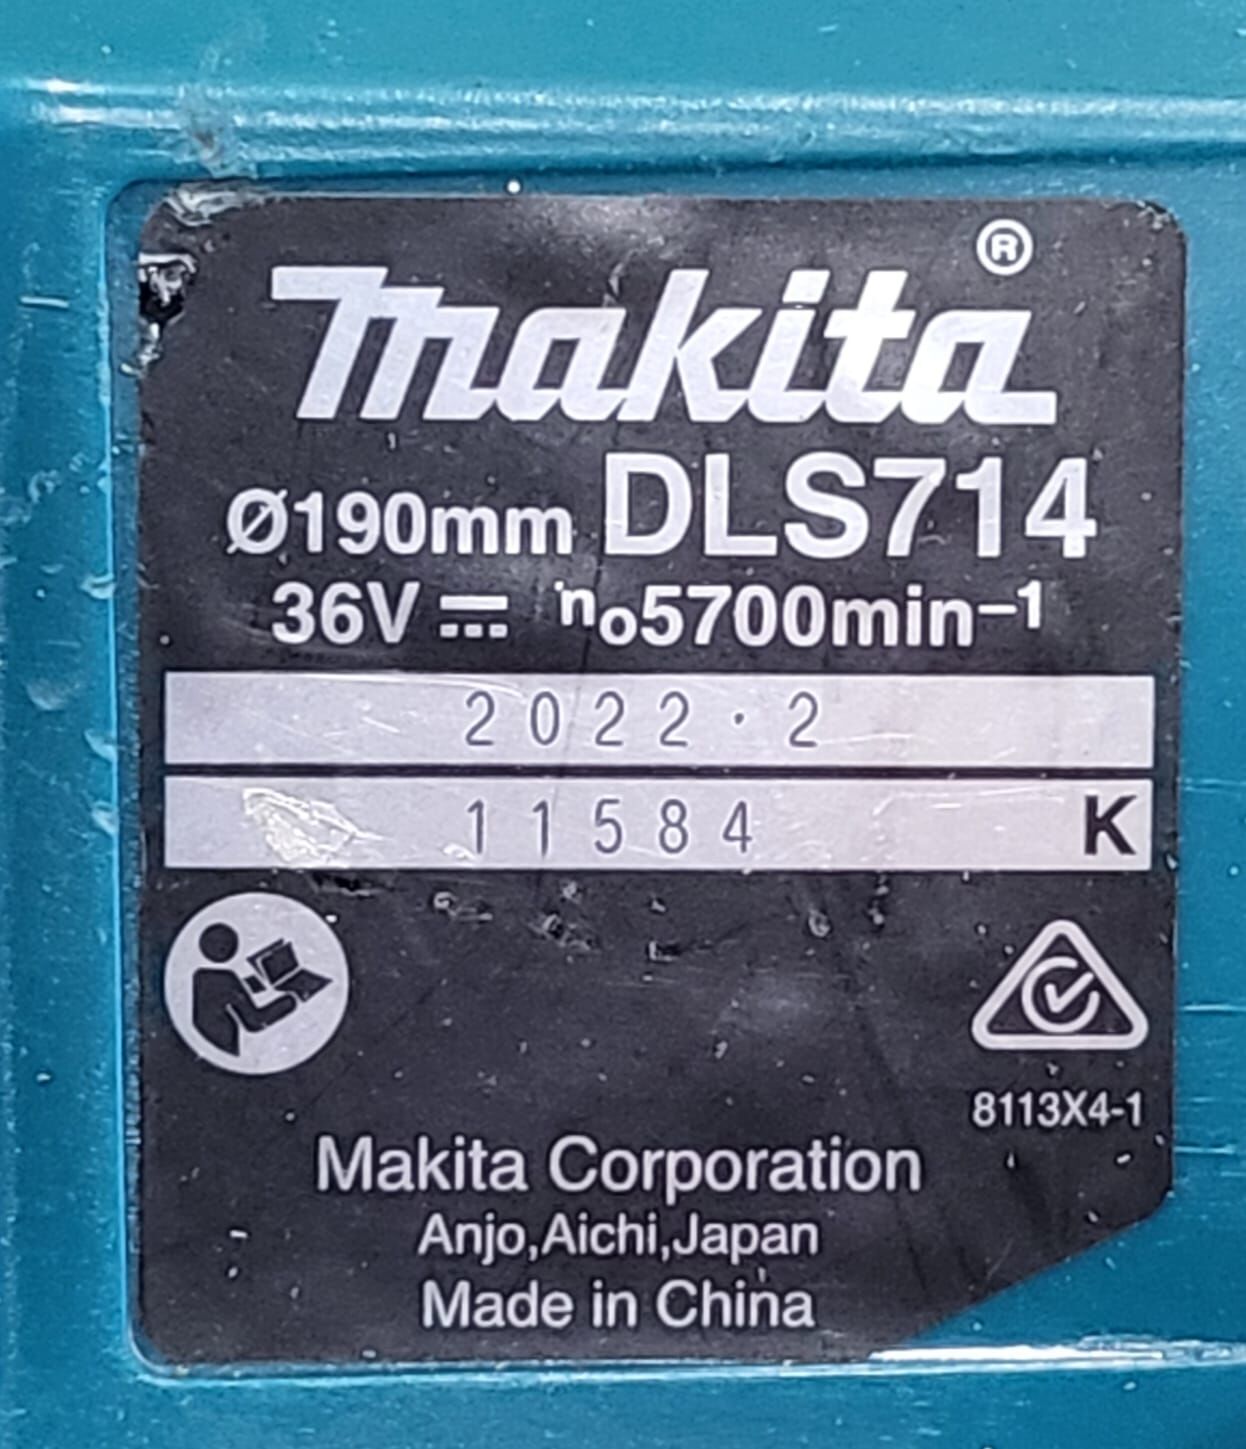 Makita®
Ø190mm DLS714
36V ⎓ n₀5700min⁻¹
2022・2
11584 K
8113X4-1
Makita Corporation
Anjo,Aichi,Japan
Made in China